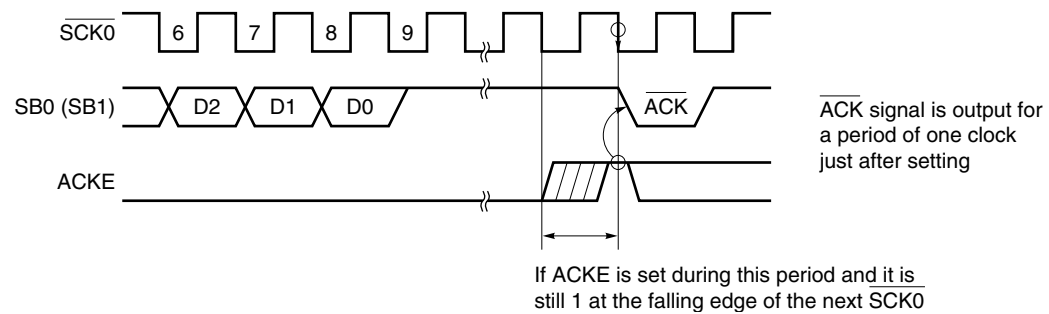 SCK0
6 7 8 9
SB0 (SB1)
D2 D1 D0
ACK
ACK signal is output for
a period of one clock
just after setting
ACKE
If ACKE is set during this period and it is
still 1 at the falling edge of the next SCK0